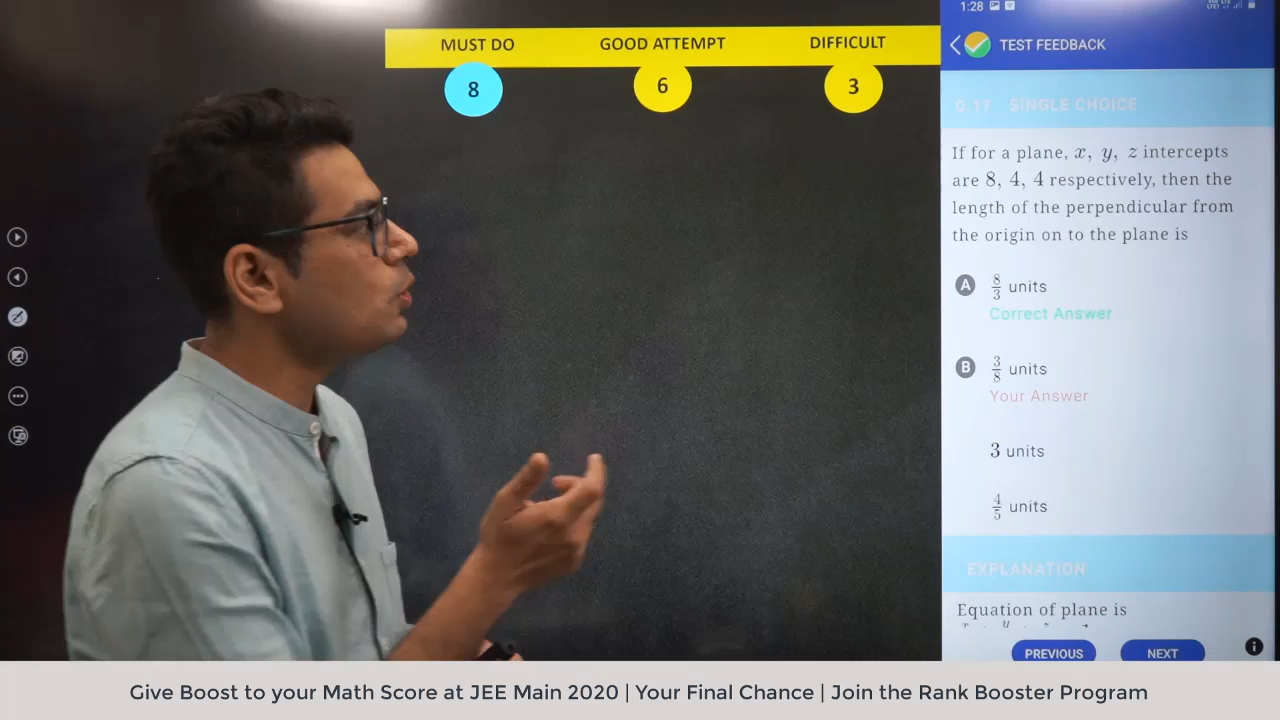 MUST DO GOOD ATTEMPT DIFFICULT
8 6 3
1:28
TEST FEEDBACK
Q.17 SINGLE CHOICE
If for a plane, x, y, z intercepts
are 8, 4, 4 respectively, then the
length of the perpendicular from
the origin on to the plane is
A 8/3 units
Correct Answer
B 3/8 units
Your Answer
3 units
4/5 units
EXPLANATION
Equation of plane is
PREVIOUS NEXT
Give Boost to your Math Score at JEE Main 2020 | Your Final Chance | Join the Rank Booster Program